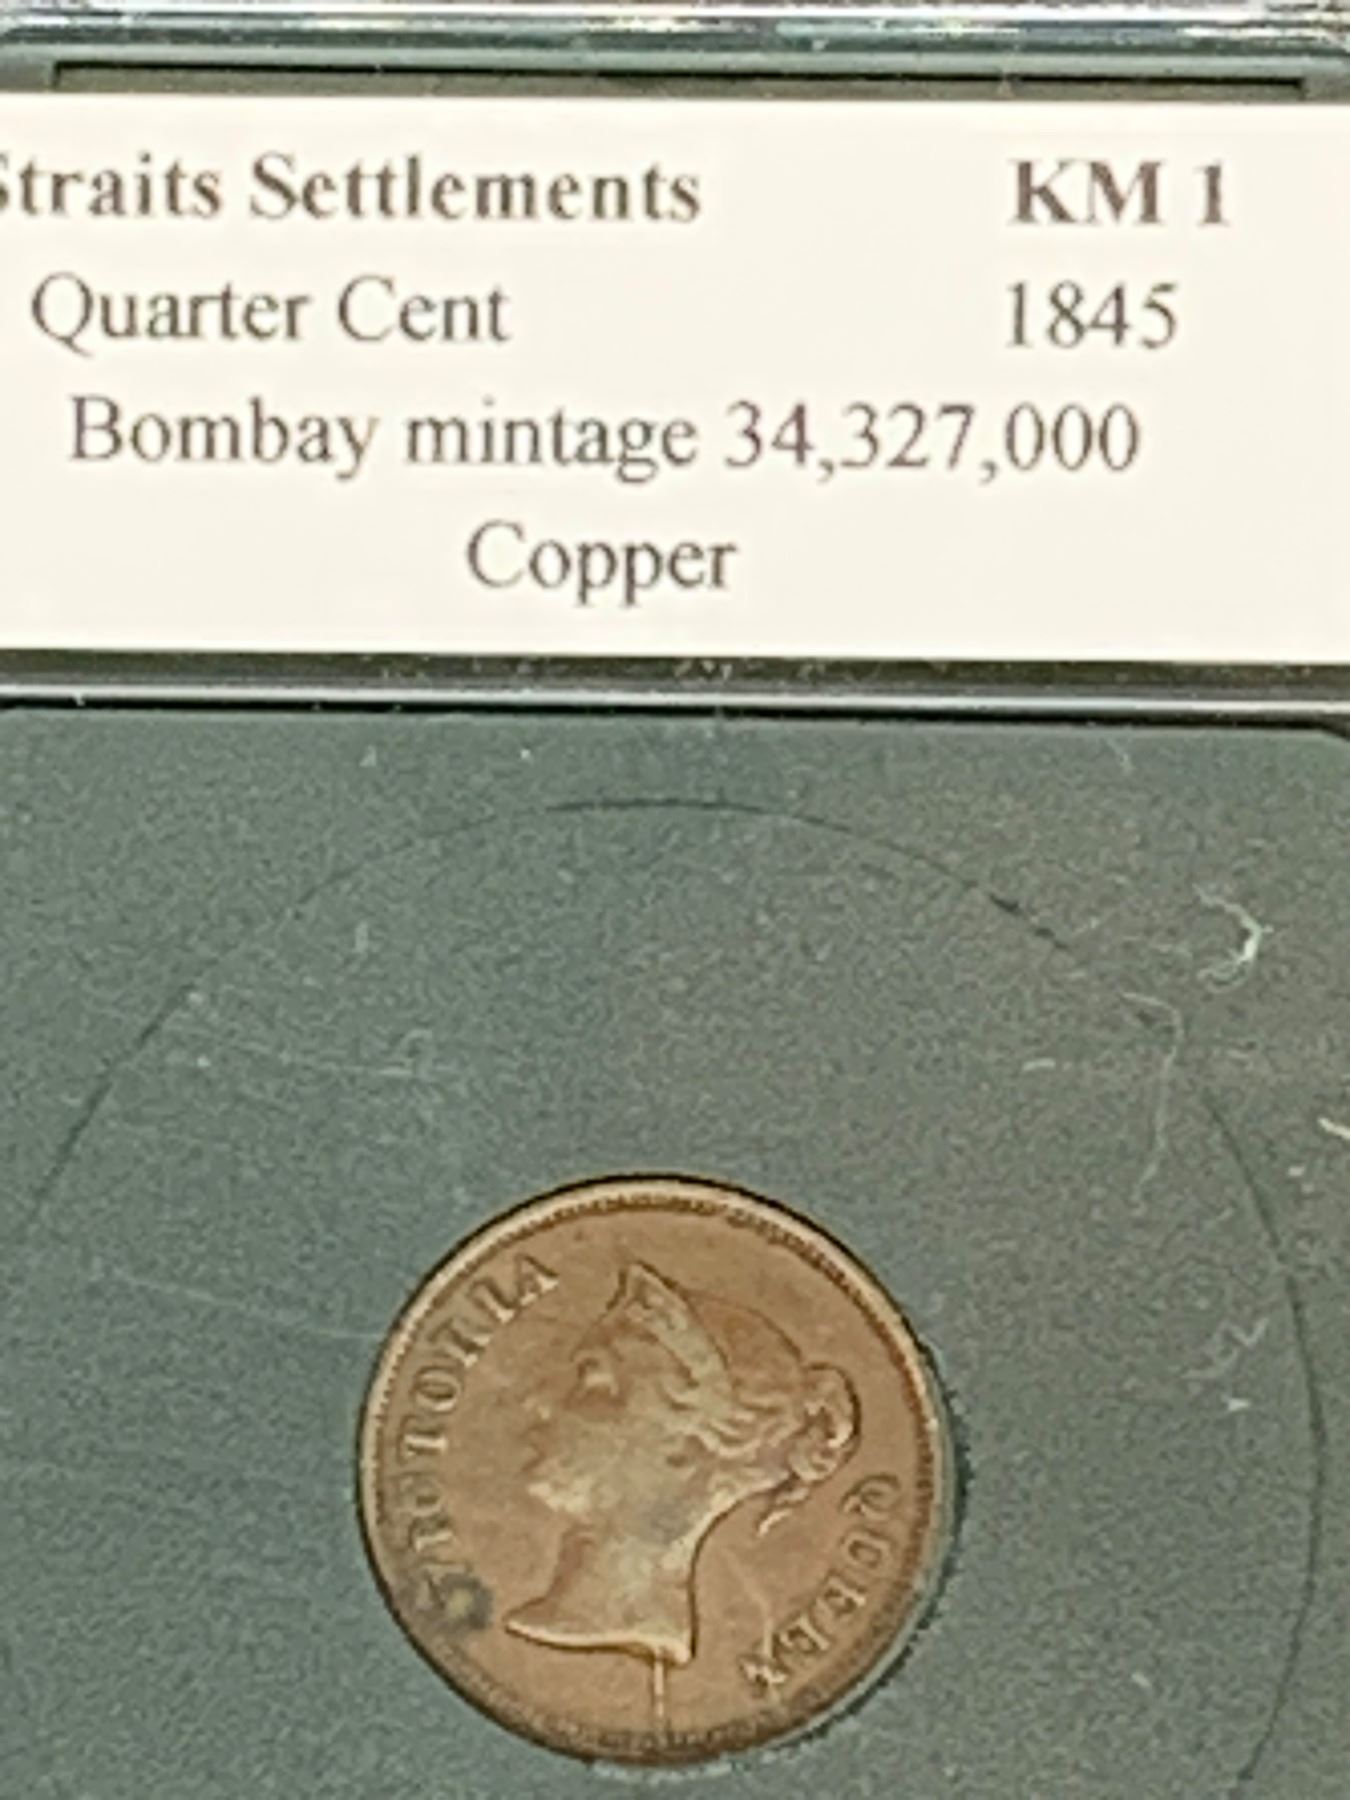 Straits Settlements KM 1
Quarter Cent 1845
Bombay mintage 34,327,000
Copper
VICTORIA
QUEEN